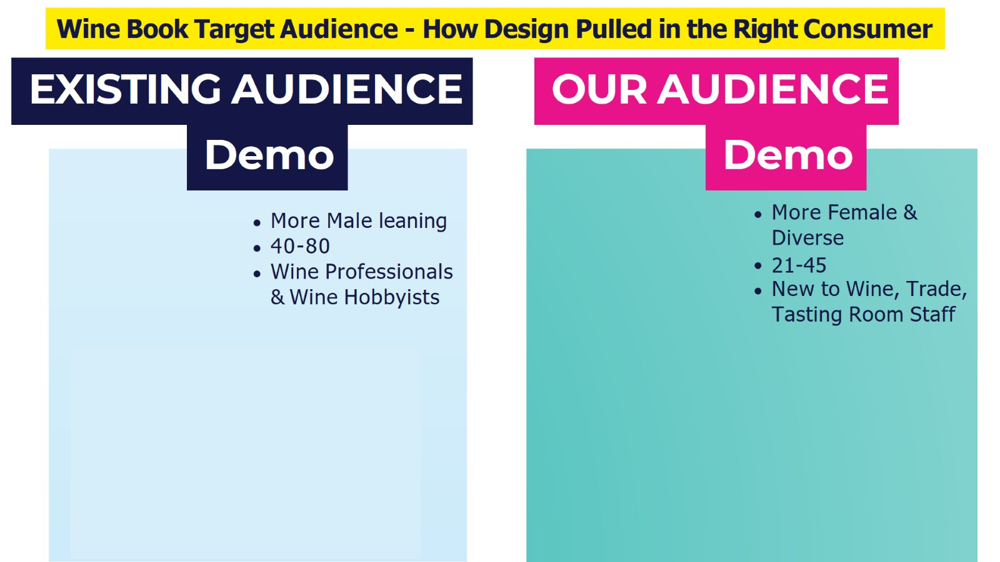 Wine Book Target Audience - How Design Pulled in the Right Consumer
EXISTING AUDIENCE
Demo
• More Male leaning
• 40-80
• Wine Professionals
& Wine Hobbyists
OUR AUDIENCE
Demo
• More Female &
Diverse
• 21-45
• New to Wine, Trade,
Tasting Room Staff